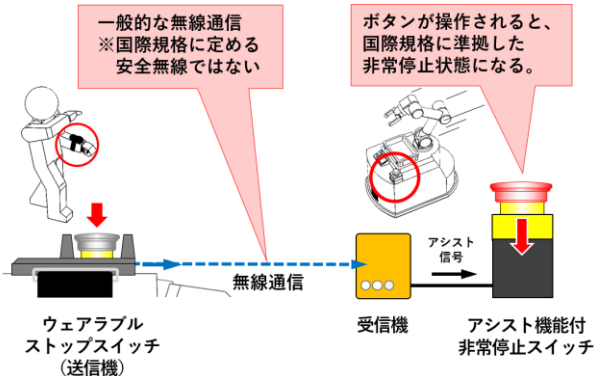 一般的な無線通信
※国際規格に定める
安全無線ではない
ボタンが操作されると、
国際規格に準拠した
非常停止状態になる。
無線通信
アシスト
信号
ウェアラブル
ストップスイッチ
(送信機)
受信機
アシスト機能付
非常停止スイッチ